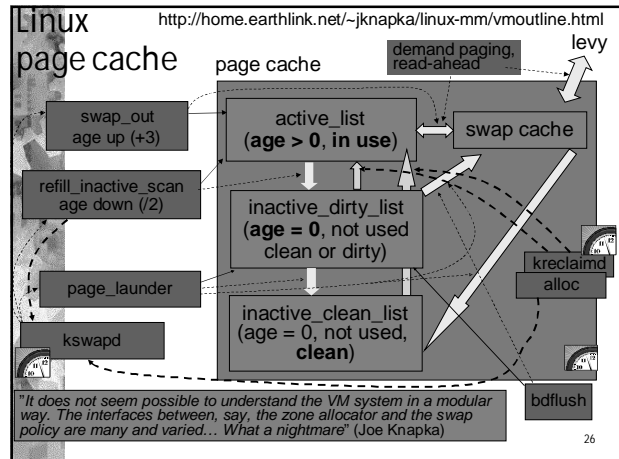 Linux
page cache
http://home.earthlink.net/~jknapka/linux-mm/vmoutline.html
page cache
demand paging,
read-ahead
levy
swap_out
age up (+3)
active_list
(age > 0, in use)
swap cache
refill_inactive_scan
age down (/2)
inactive_dirty_list
(age = 0, not used
clean or dirty)
kreclaimd
alloc
page_launder
inactive_clean_list
(age = 0, not used,
clean)
kswapd
bdflush
"It does not seem possible to understand the VM system in a modular
way. The interfaces between, say, the zone allocator and the swap
policy are many and varied… What a nightmare" (Joe Knapka)
26